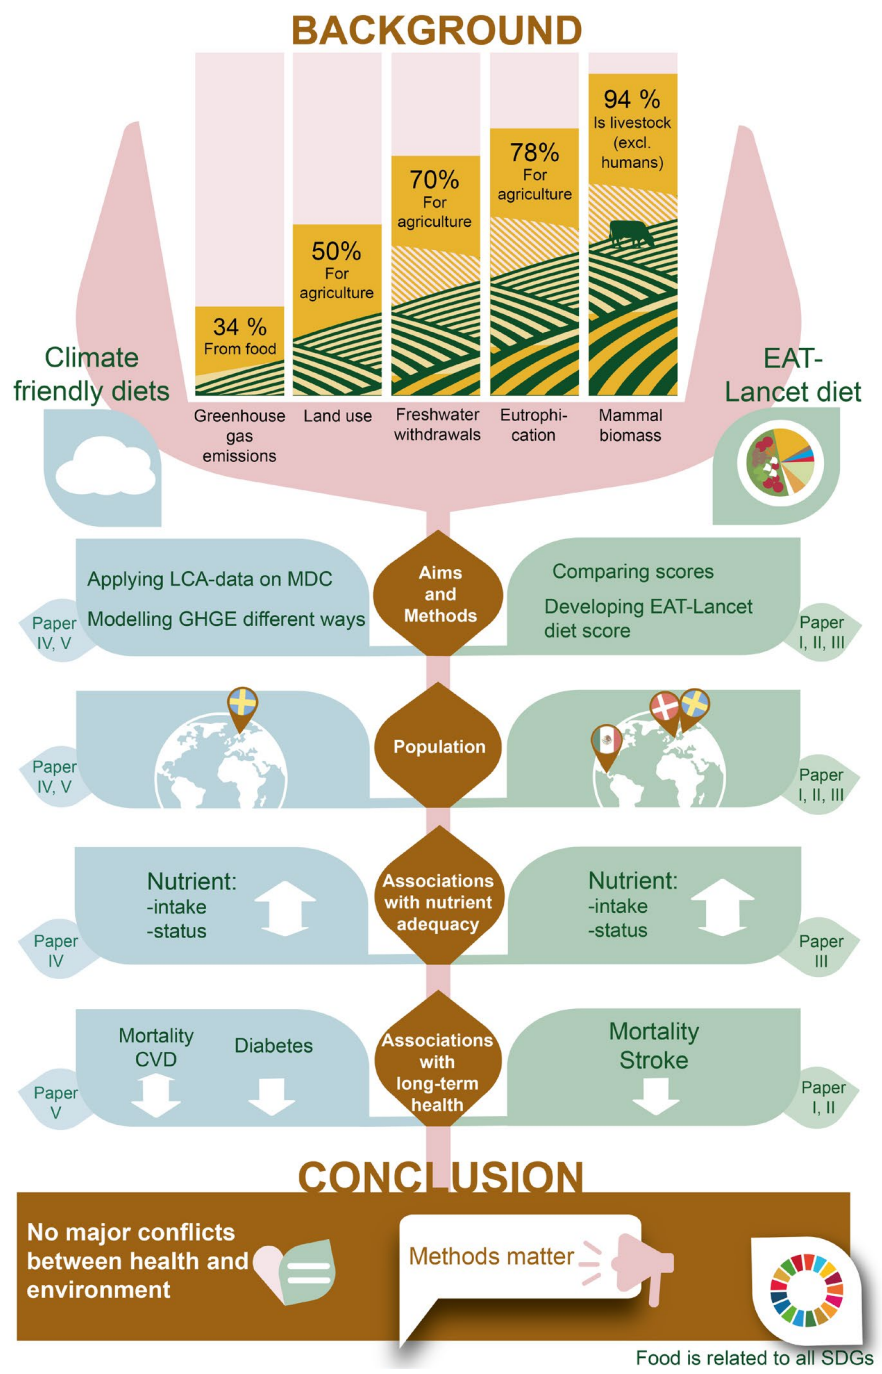 BACKGROUND
94 %
Is livestock
(excl.
humans)
78%
For
agriculture
70%
For
agriculture
50%
For
agriculture
34 %
From food
Climate
friendly diets
EAT-
Lancet diet
Greenhouse
gas
emissions
Land use
Freshwater
withdrawals
Eutrophi-
cation
Mammal
biomass
Applying LCA-data on MDC
Modelling GHGE different ways
Paper
IV, V
Aims
and
Methods
Comparing scores
Developing EAT-Lancet
diet score
Paper
I, II, III
Paper
IV, V
Population
Paper
I, II, III
Nutrient:
-intake
-status
Paper
IV
Associations
with nutrient
adequacy
Nutrient:
-intake
-status
Paper
III
Mortality
CVD
Diabetes
Paper
V
Associations
with
long-term
health
Mortality
Stroke
Paper
I, II
CONCLUSION
No major conflicts
between health and
environment
Methods matter
Food is related to all SDGs